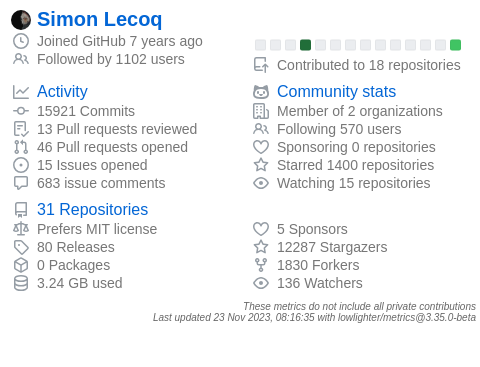 Simon Lecoq
Joined GitHub 7 years ago
Followed by 1102 users
Contributed to 18 repositories
Activity
15921 Commits
13 Pull requests reviewed
46 Pull requests opened
15 Issues opened
683 issue comments
Community stats
Member of 2 organizations
Following 570 users
Sponsoring 0 repositories
Starred 1400 repositories
Watching 15 repositories
31 Repositories
Prefers MIT license
80 Releases
0 Packages
3.24 GB used
5 Sponsors
12287 Stargazers
1830 Forkers
136 Watchers
These metrics do not include all private contributions
Last updated 23 Nov 2023, 08:16:35 with lowlighter/metrics@3.35.0-beta